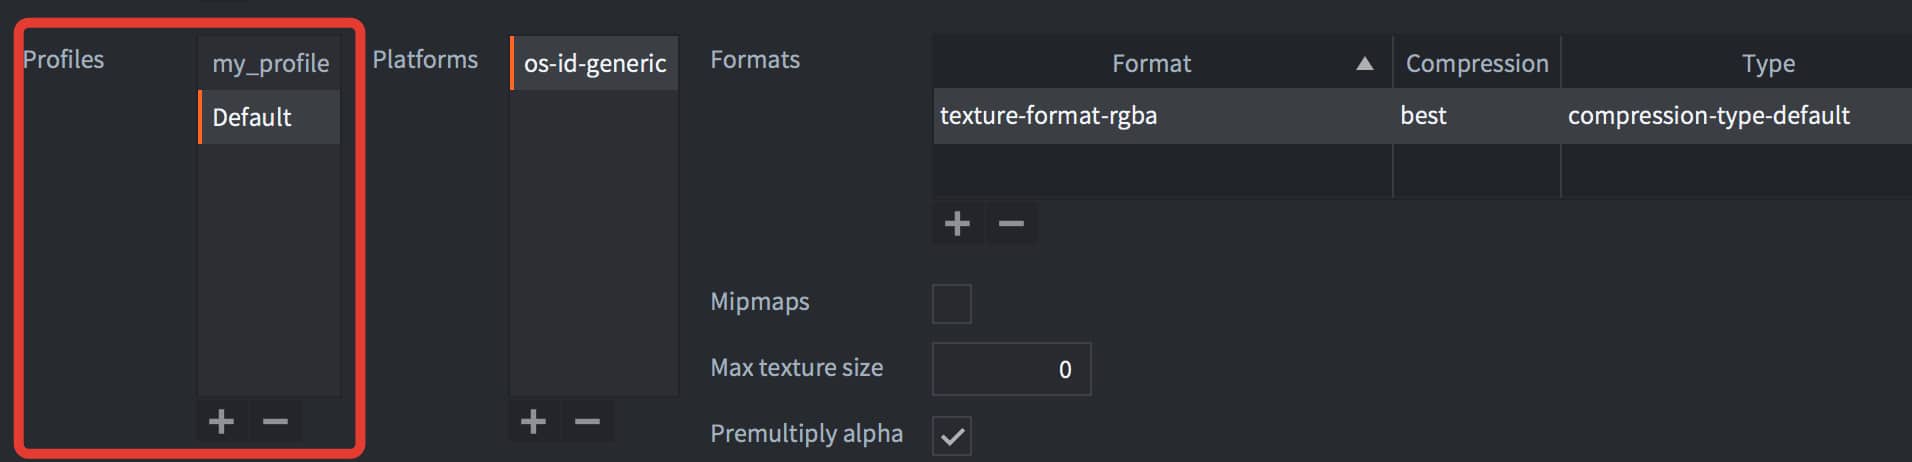 Profiles
my_profile
Default
Platforms
os-id-generic
Formats
Format Compression Type
texture-format-rgba best compression-type-default
Mipmaps
Max texture size 0
Premultiply alpha